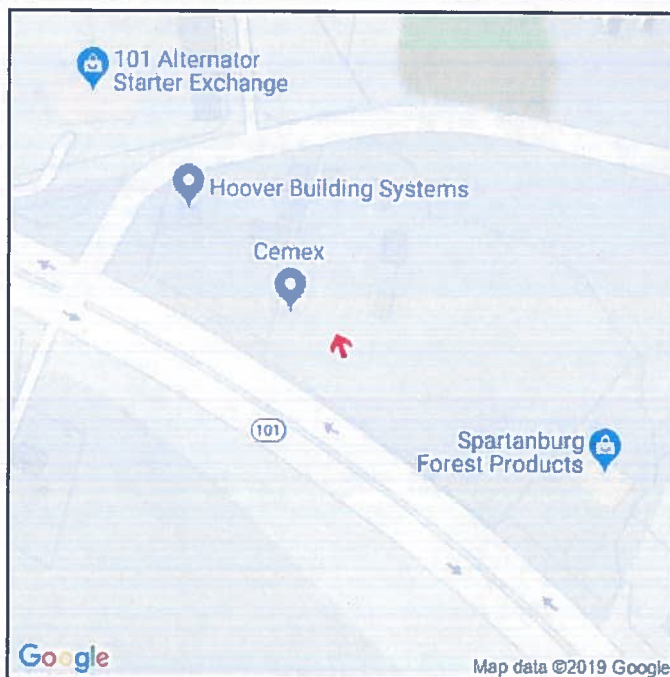 101 Alternator
Starter Exchange
Hoover Building Systems
Cemex
101
Spartanburg
Forest Products
Google
Map data ©2019 Google